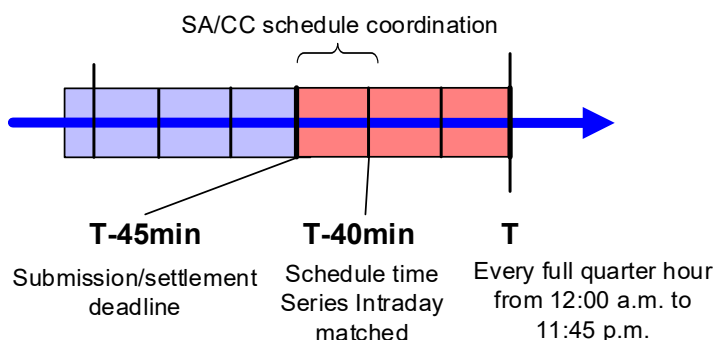 SA/CC schedule coordination
T-45min
Submission/settlement
deadline
T-40min
Schedule time
Series Intraday
matched
T
Every full quarter hour
from 12:00 a.m. to
11:45 p.m.